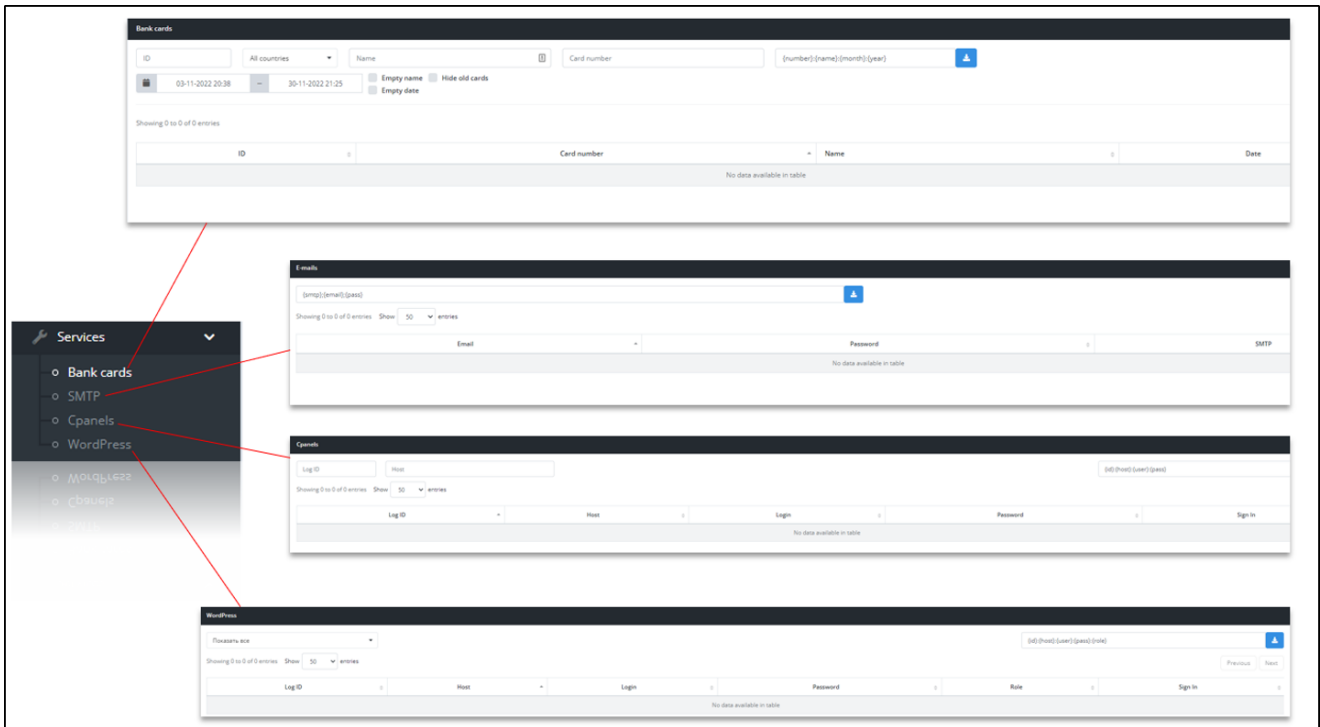 Bank cards
ID All countries Name Card number {number}:{name}:{month}:{year}
03-11-2022 20:38 – 30-11-2022 21:25 Empty name Hide old cards
Empty date
Showing 0 to 0 of 0 entries
ID Card number Name Date
No data available in table
E-mails
{smtp};{email};{pass}
Showing 0 to 0 of 0 entries Show 50 entries
Email Password SMTP
No data available in table
Services
Bank cards
SMTP
Cpanels
WordPress
Cpanels
Log ID Host {id}:{host}:{user}:{pass}
Showing 0 to 0 of 0 entries Show 50 entries
Log ID Host Login Password Sign In
No data available in table
WordPress
Показать все {id}:{host}:{user}:{pass}:{role}
Showing 0 to 0 of 0 entries Show 50 entries Previous Next
Log ID Host Login Password Role Sign In
No data available in table